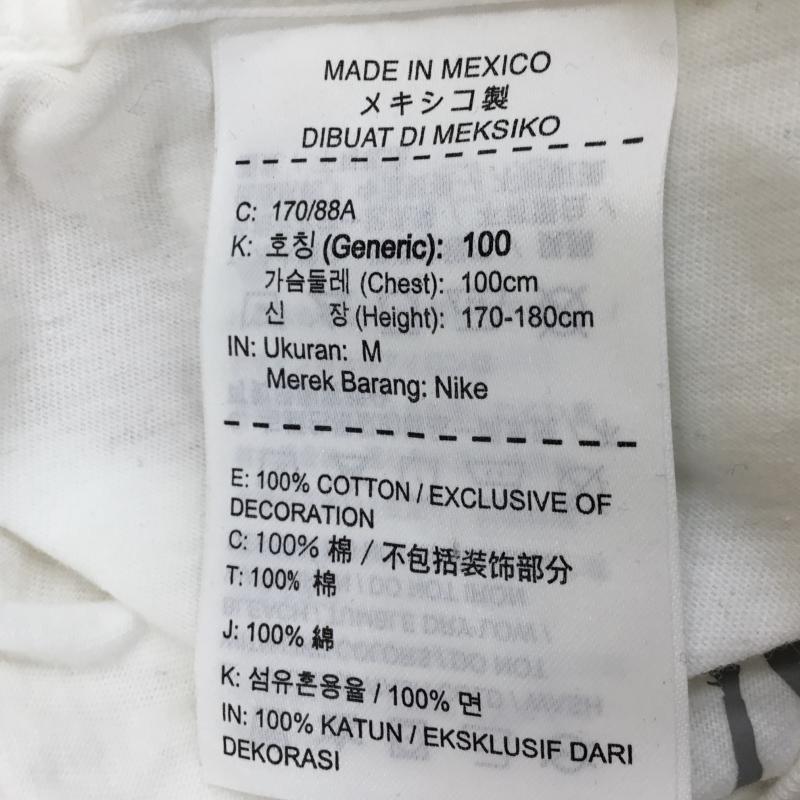 MADE IN MEXICO
メキシコ製
DIBUAT DI MEKSIKO
C: 170/88A
K: 호칭 (Generic): 100
가슴둘레 (Chest): 100cm
신 장 (Height): 170-180cm
IN: Ukuran: M
Merek Barang: Nike
E: 100% COTTON / EXCLUSIVE OF
DECORATION
C: 100% 棉 / 不包括装饰部分
T: 100% 棉
J: 100% 綿
K: 섬유혼용율 / 100% 면
IN: 100% KATUN / EKSKLUSIF DARI
DEKORASI